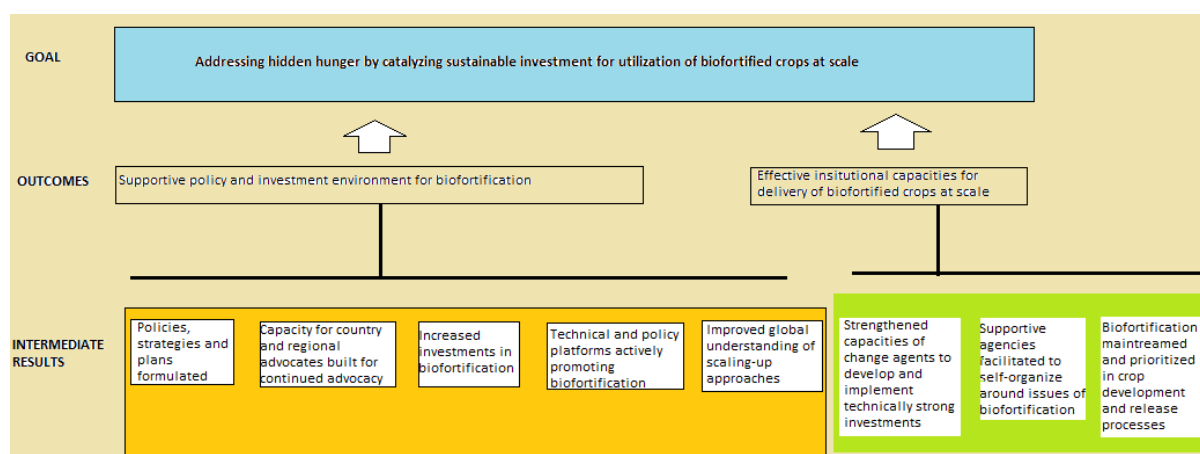 GOAL
Addressing hidden hunger by catalyzing sustainable investment for utilization of biofortified crops at scale
OUTCOMES
Supportive policy and investment environment for biofortification
Effective insitutional capacities for
delivery of biofortified crops at scale
INTERMEDIATE
RESULTS
Policies,
strategies and
plans
formulated
Capacity for country
and regional
advocates built for
continued advocacy
Increased
investments in
biofortification
Technical and policy
platforms actively
promoting
biofortification
Improved global
understanding of
scaling-up
approaches
Strengthened
capacities of
change agents to
develop and
implement
technically strong
investments
Supportive
agencies
facilitated to
self-organize
around issues of
biofortification
Biofortification
maintreamed
and prioritized
in crop
development
and release
processes